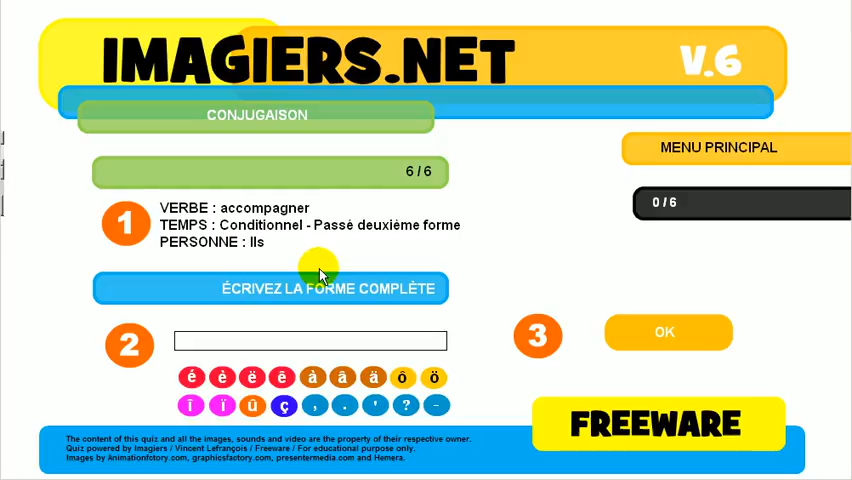 IMAGIERS.NET
V.6
CONJUGAISON
MENU PRINCIPAL
6 / 6
0 / 6
1
VERBE : accompagner
TEMPS : Conditionnel - Passé deuxième forme
PERSONNE : Ils
ÉCRIVEZ LA FORME COMPLÈTE
2
3
OK
é è ë ê à â ä ô ö
î ï û ç , . ' ? -
FREEWARE
The content of this quiz and all the images, sounds and video are the property of their respective owner.
Quiz powered by Imagiers / Vincent Lefrançois / Freeware / For educational purpose only.
Images by Animationfctory.com, graphicsfactory.com, presentermedia.com and Hemera.